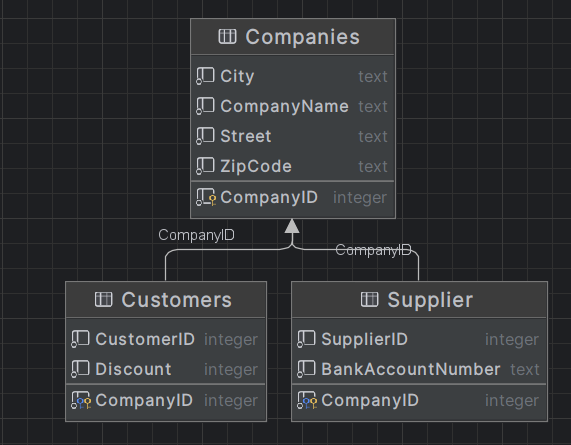 Companies
City text
CompanyName text
Street text
ZipCode text
CompanyID integer
CompanyID
CompanyID
Customers
CustomerID integer
Discount integer
CompanyID integer
Supplier
SupplierID integer
BankAccountNumber text
CompanyID integer